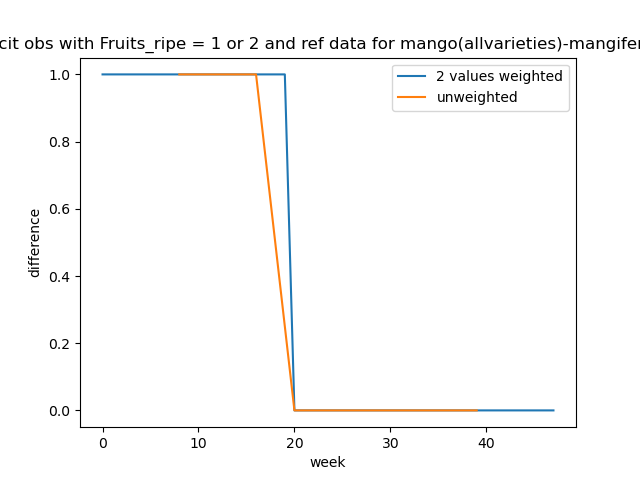 cit obs with Fruits_ripe = 1 or 2 and ref data for mango(allvarieties)-mangifer
2 values weighted
unweighted
1.0
0.8
0.6
0.4
0.2
0.0
difference
0
10
20
30
40
week